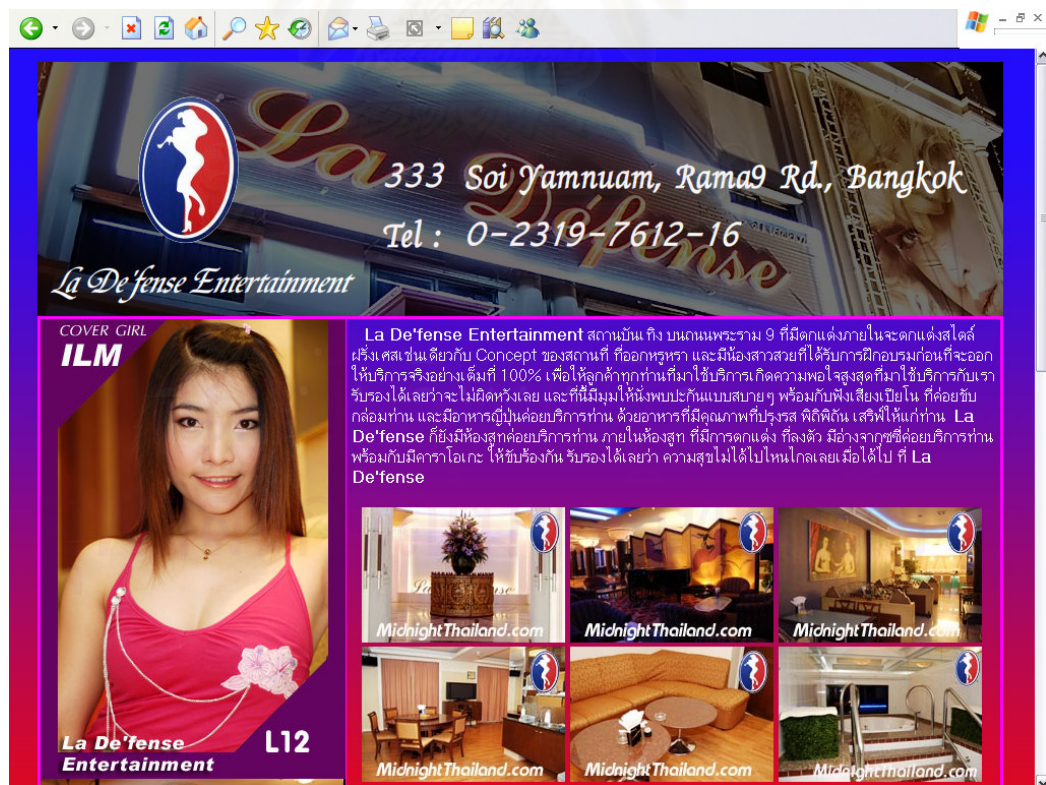 La Défense
333 Soi Yamnuam, Rama9 Rd., Bangkok
Tel : 0-2319-7612-16
La De'fense Entertainment
COVER GIRL
ILM
La De'fense
Entertainment
L12
La De'fense Entertainment สถานบันเทิง บนถนนพระราม 9 ที่มีตกแต่งภายในจะตกแต่งสไตล์
ฝรั่งเศสเช่นเดียวกับ Concept ของสถานที่ ที่ออกหรูหรา และมีน้องสาวสวยที่ได้รับการฝึกอบรมก่อนที่จะออก
ให้บริการจริงอย่างเต็มที่ 100% เพื่อให้ลูกค้าทุกท่านที่มาใช้บริการเกิดความพอใจสูงสุดที่มาใช้บริการกับเรา
รับรองได้เลยว่าจะไม่ผิดหวังเลย และที่นี้มีมุมให้นั่งพบปะกันแบบสบายๆ พร้อมกับฟังเสียงเปียโน ที่ค่อยขับ
กล่อมท่าน และมีอาหารญี่ปุ่นค่อยบริการท่าน ด้วยอาหารที่มีคุณภาพที่ปรุงรส พิถิพิถัน เสริฟให้แก่ท่าน La
De'fense ก็ยังมีห้องสูทค่อยบริการท่าน ภายในห้องสูท ที่มีการตกแต่ง ที่ลงตัว มีอ่างจากุซซี่ค่อยบริการท่าน
พร้อมกับมีคาราโอเกะ ให้ขับร้องกัน รับรองได้เลยว่า ความสุขไม่ได้ไปไหนไกลเลยเมื่อได้ไป ที่ La
De'fense
La Défense
MidnightThailand.com
MidnightThailand.com
MidnightThailand.com
MidnightThailand.com
MidnightThailand.com
MidnightThailand.com